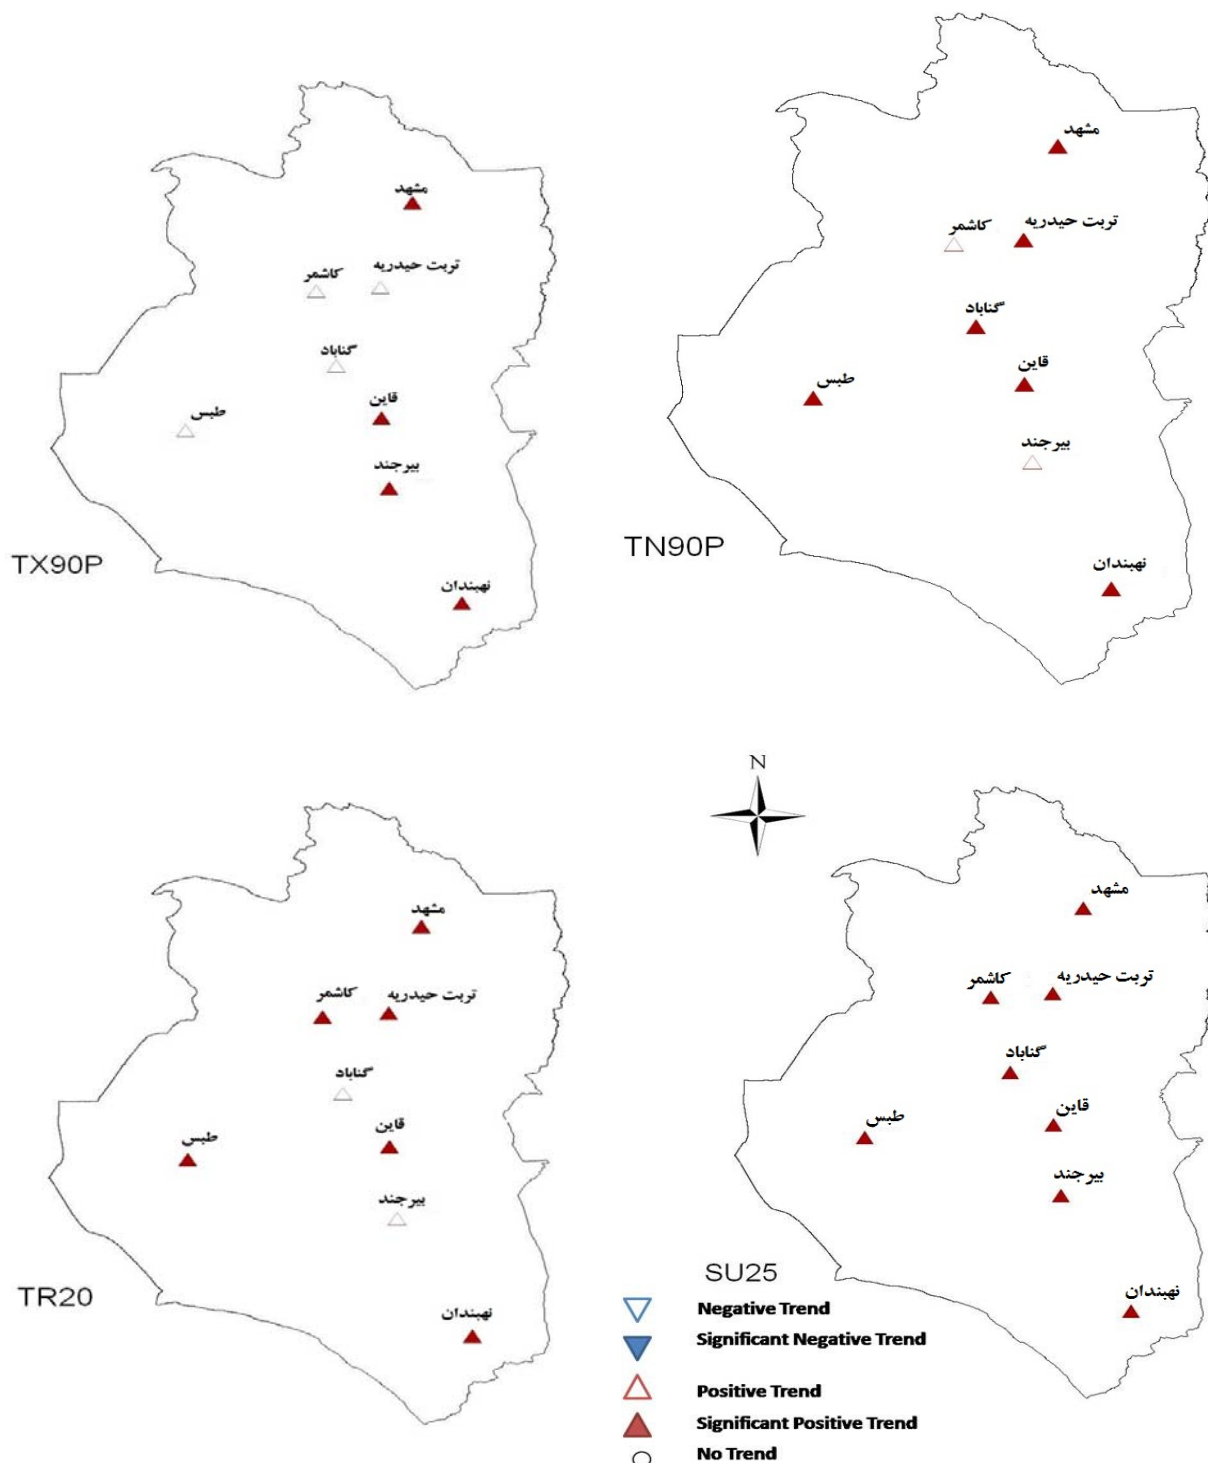 مشهد
کاشمر
تربت حیدریه
گناباد
قاین
طبس
بیرجند
نهبندان
TX90P
مشهد
تربت حیدریه
کاشمر
گناباد
قاین
طبس
بیرجند
نهبندان
TN90P
مشهد
تربت حیدریه
کاشمر
گناباد
قاین
طبس
بیرجند
نهبندان
TR20
N
مشهد
تربت حیدریه
کاشمر
گناباد
قاین
طبس
بیرجند
نهبندان
SU25
Negative Trend
Significant Negative Trend
Positive Trend
Significant Positive Trend
No Trend